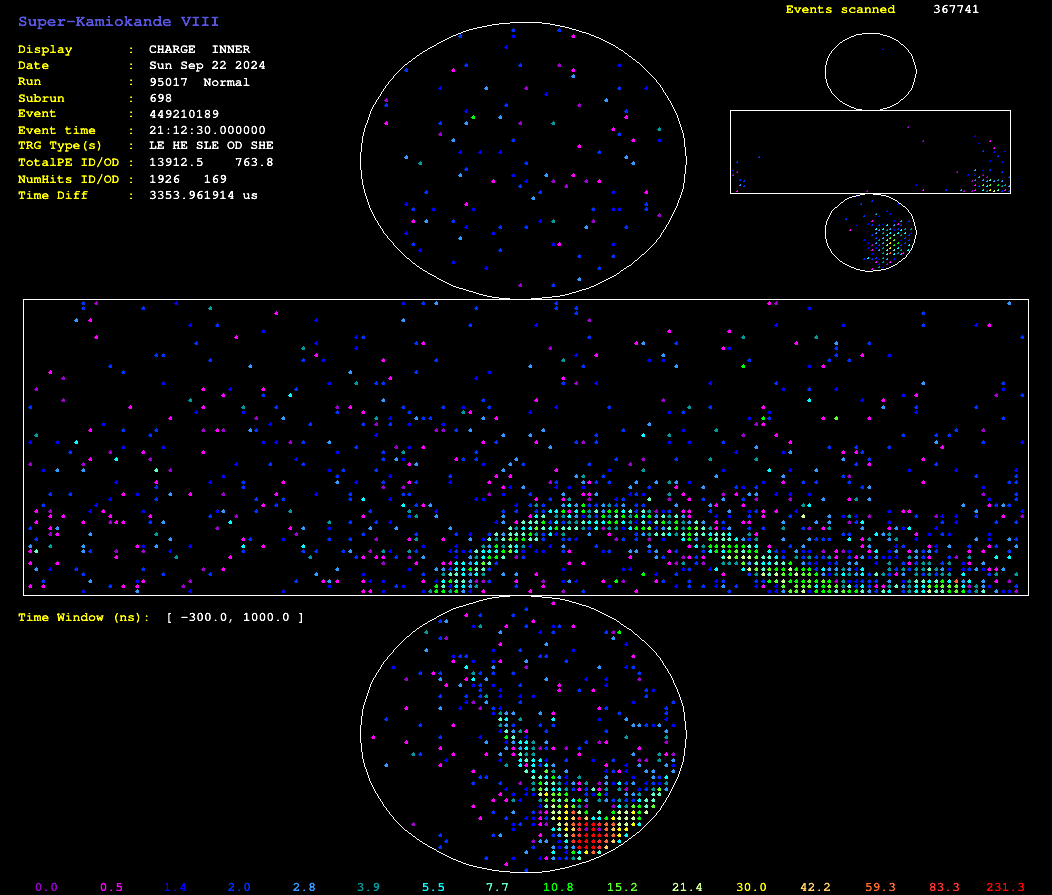 Super-Kamiokande VIII
Events scanned 367741
Display : CHARGE INNER
Date : Sun Sep 22 2024
Run : 95017 Normal
Subrun : 698
Event : 449210189
Event time : 21:12:30.000000
TRG Type(s) : LE HE SLE OD SHE
TotalPE ID/OD : 13912.5 763.8
NumHits ID/OD : 1926 169
Time Diff : 3353.961914 us
Time Window (ns): [ -300.0, 1000.0 ]
0.0 0.5 1.4 2.0 2.8 3.9 5.5 7.7 10.8 15.2 21.4 30.0 42.2 59.3 83.3 231.3